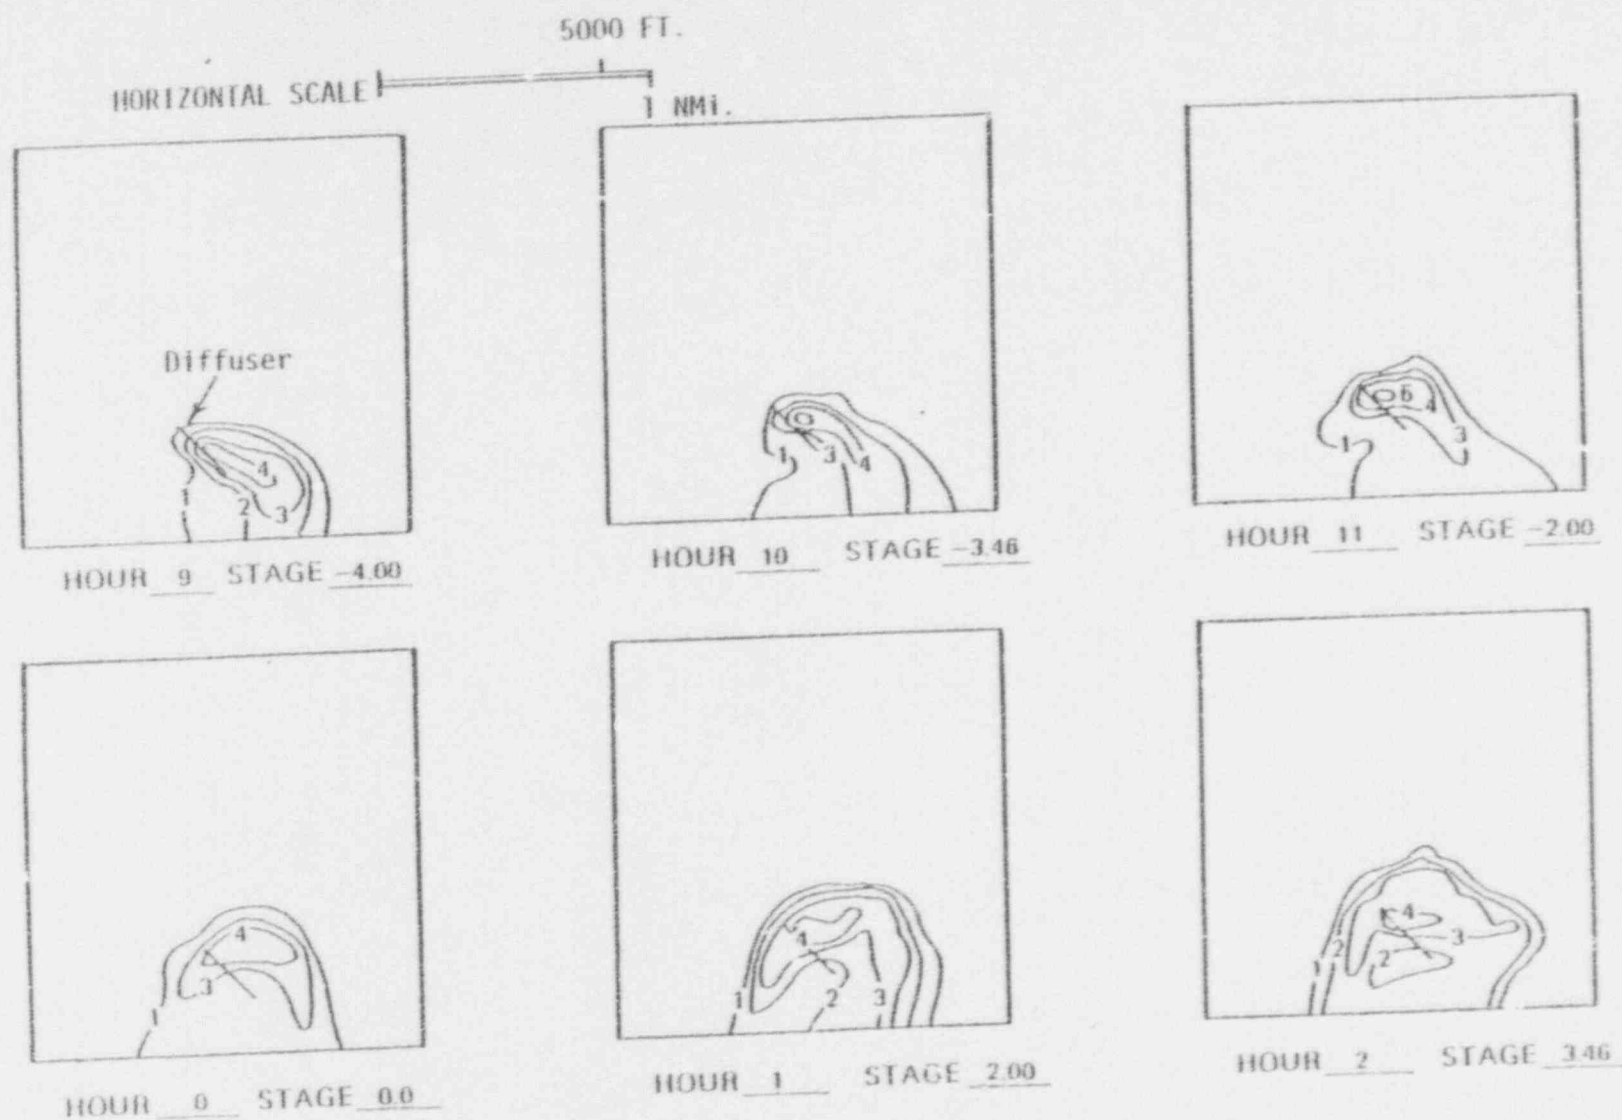 5000 FT.
HORIZONTAL SCALE
1 NMi.
Diffuser
4
1 2 3
HOUR 9 STAGE -4.00
1 3 4
HOUR 10 STAGE -3.46
6
4
1 3
HOUR 11 STAGE -2.00
4
3
1
HOUR 0 STAGE 0.0
4
1 2 3
HOUR 1 STAGE 2.00
4
2 3
1 2
HOUR 2 STAGE 3.46